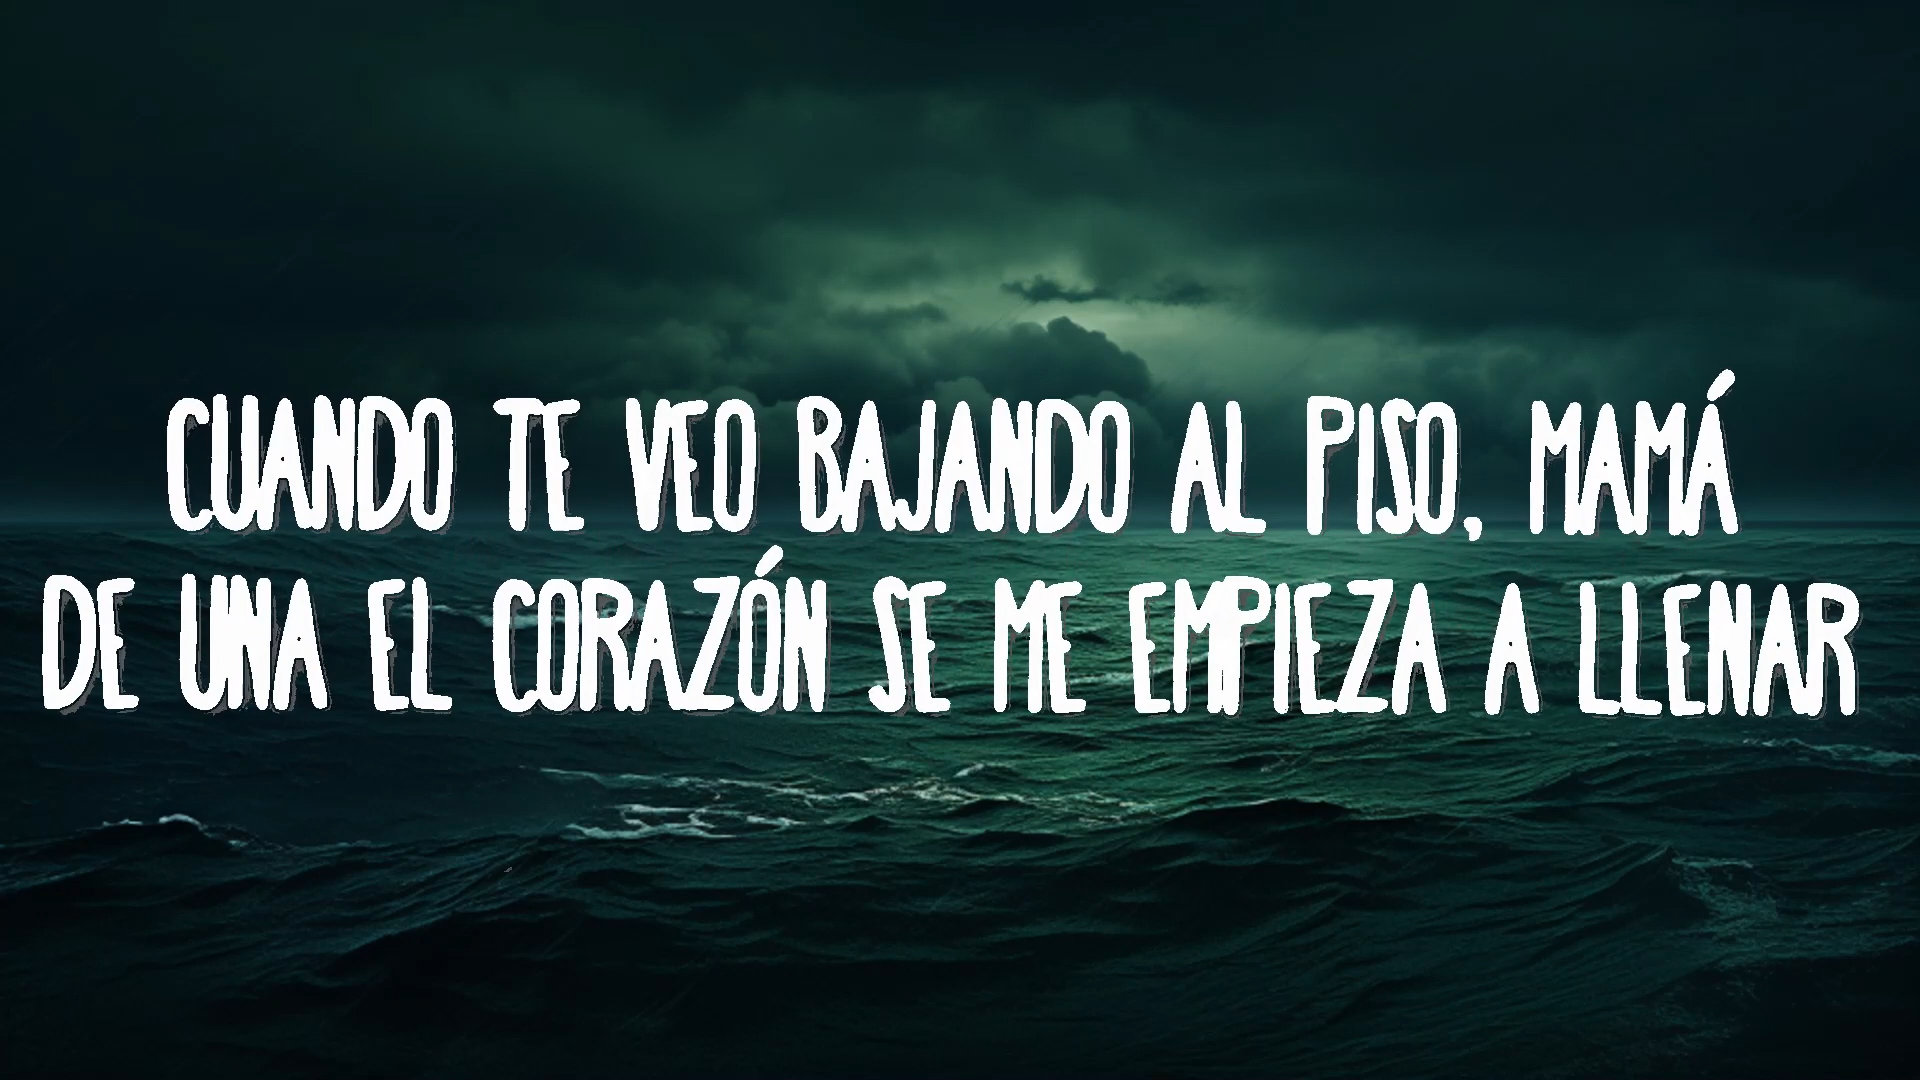 CUANDO TE VEO BAJANDO AL PISO, MAMÁ
DE UNA EL CORAZÓN SE ME EMPIEZA A LLENAR